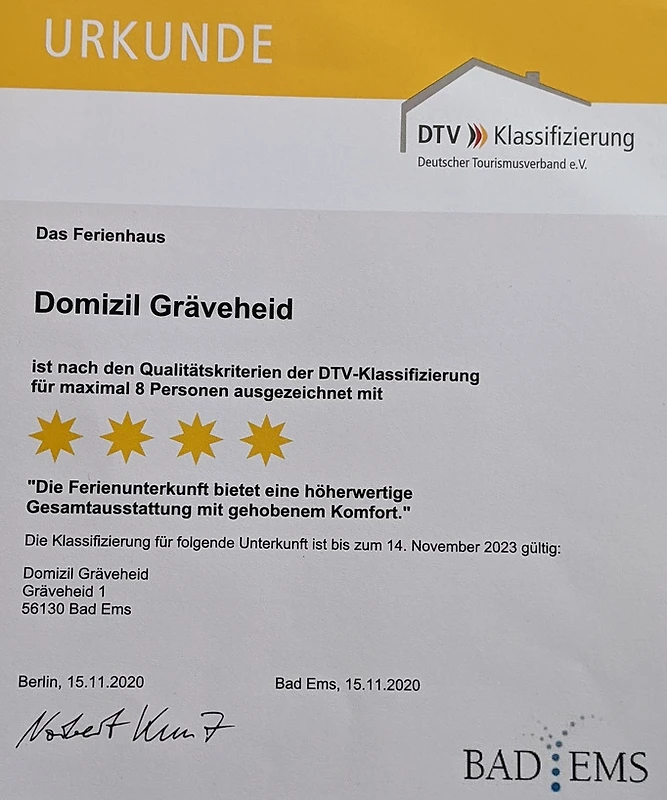 URKUNDE
DTV Klassifizierung
Deutscher Tourismusverband e.V.
Das Ferienhaus
Domizil Gräveheid
ist nach den Qualitätskriterien der DTV-Klassifizierung
für maximal 8 Personen ausgezeichnet mit
"Die Ferienunterkunft bietet eine höherwertige
Gesamtausstattung mit gehobenem Komfort."
Die Klassifizierung für folgende Unterkunft ist bis zum 14. November 2023 gültig:
Domizil Gräveheid
Gräveheid 1
56130 Bad Ems
Berlin, 15.11.2020
Bad Ems, 15.11.2020
BAD EMS